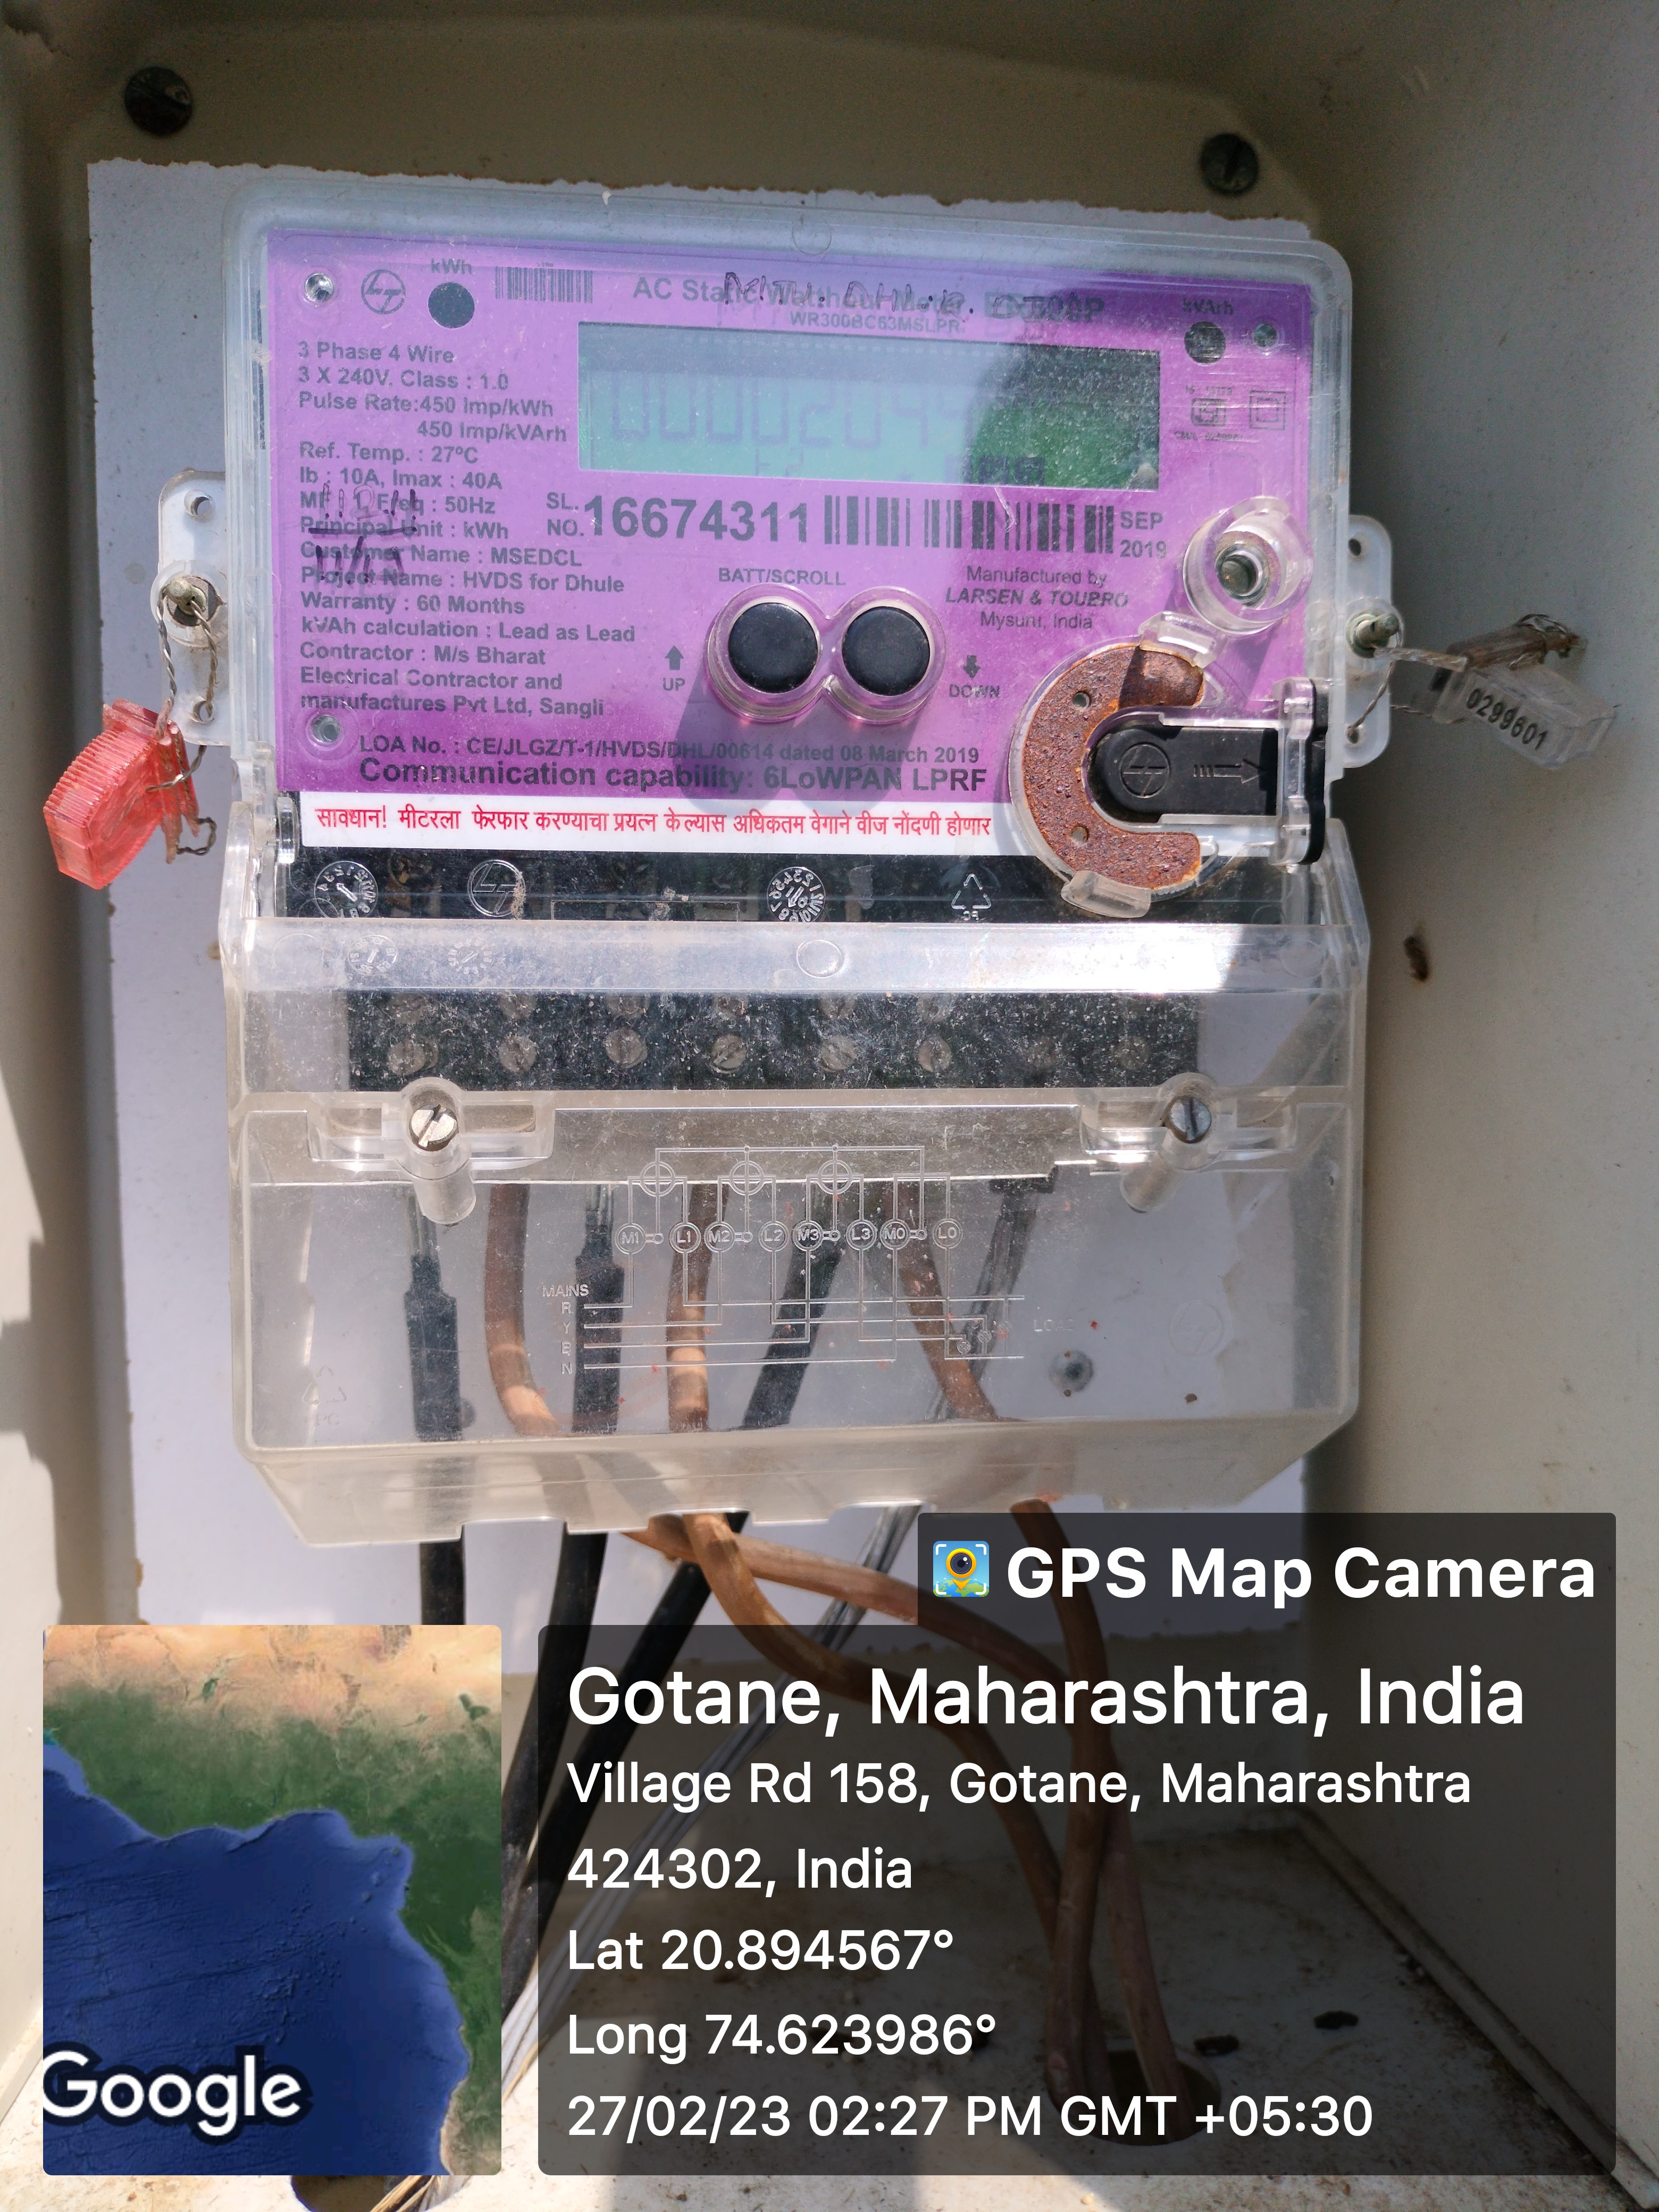 kWh
AC Static Watthour Meter ER300P
WR300BC63MSLPR
kVArh
3 Phase 4 Wire
3 X 240V. Class : 1.0
Pulse Rate:450 Imp/kWh
450 Imp/kVArh
Ref. Temp. : 27ºC
Ib : 10A, Imax : 40A
Freq : 50Hz
Principal Unit : kWh
Customer Name : MSEDCL
Project Name : HVDS for Dhule
Warranty : 60 Months
kVAh calculation : Lead as Lead
Contractor : M/s Bharat
Electrical Contractor and
manufactures Pvt Ltd, Sangli
SL.
NO. 16674311
SEP
2019
BATT/SCROLL
UP
DOWN
Manufactured by
LARSEN & TOUBRO
Mysuru, India
LOA No. : CE/JLGZ/T-1/HVDS/DHL/00614 dated 08 March 2019
Communication capability: 6LoWPAN LPRF
सावधान! मीटरला फेरफार करण्याचा प्रयत्न केल्यास अधिकतम वेगाने वीज नोंदणी होणार
0299601
M1 L1 M2 L2 M3 L3 M0 L0
MAINS
R
Y
B
N
LOAD
GPS Map Camera
Gotane, Maharashtra, India
Village Rd 158, Gotane, Maharashtra
424302, India
Lat 20.894567°
Long 74.623986°
27/02/23 02:27 PM GMT +05:30
Google